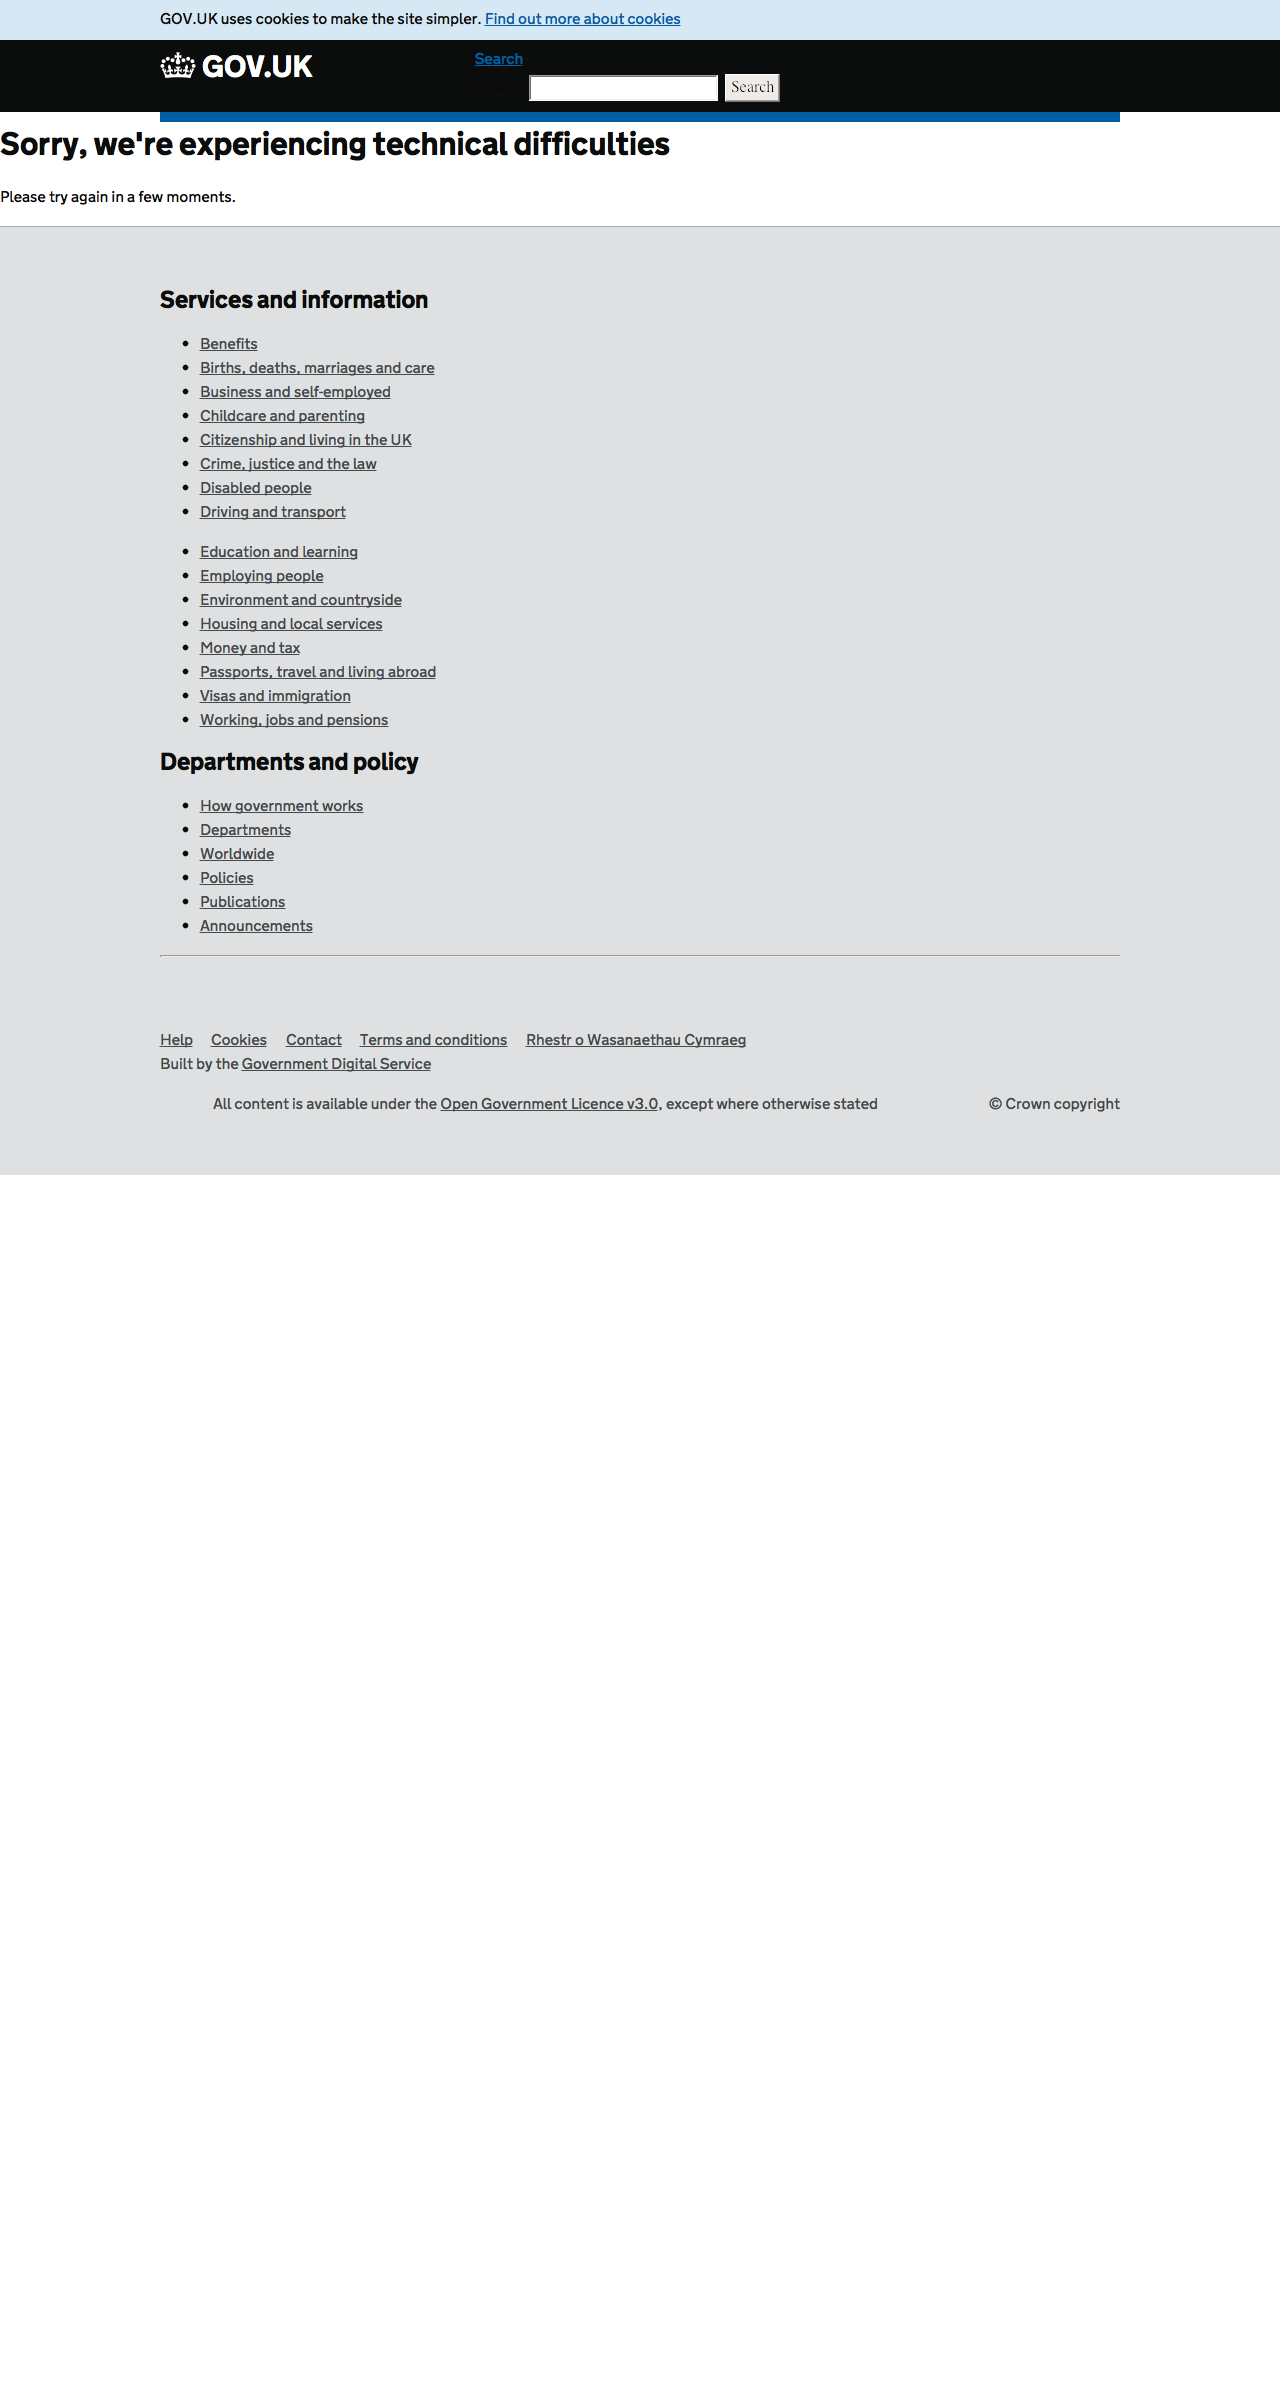 GOV.UK uses cookies to make the site simpler. Find out more about cookies
GOV.UK
Search
Search
Sorry, we're experiencing technical difficulties
Please try again in a few moments.
Services and information
Benefits
Births, deaths, marriages and care
Business and self-employed
Childcare and parenting
Citizenship and living in the UK
Crime, justice and the law
Disabled people
Driving and transport
Education and learning
Employing people
Environment and countryside
Housing and local services
Money and tax
Passports, travel and living abroad
Visas and immigration
Working, jobs and pensions
Departments and policy
How government works
Departments
Worldwide
Policies
Publications
Announcements
Help Cookies Contact Terms and conditions Rhestr o Wasanaethau Cymraeg
Built by the Government Digital Service
All content is available under the Open Government Licence v3.0, except where otherwise stated © Crown copyright